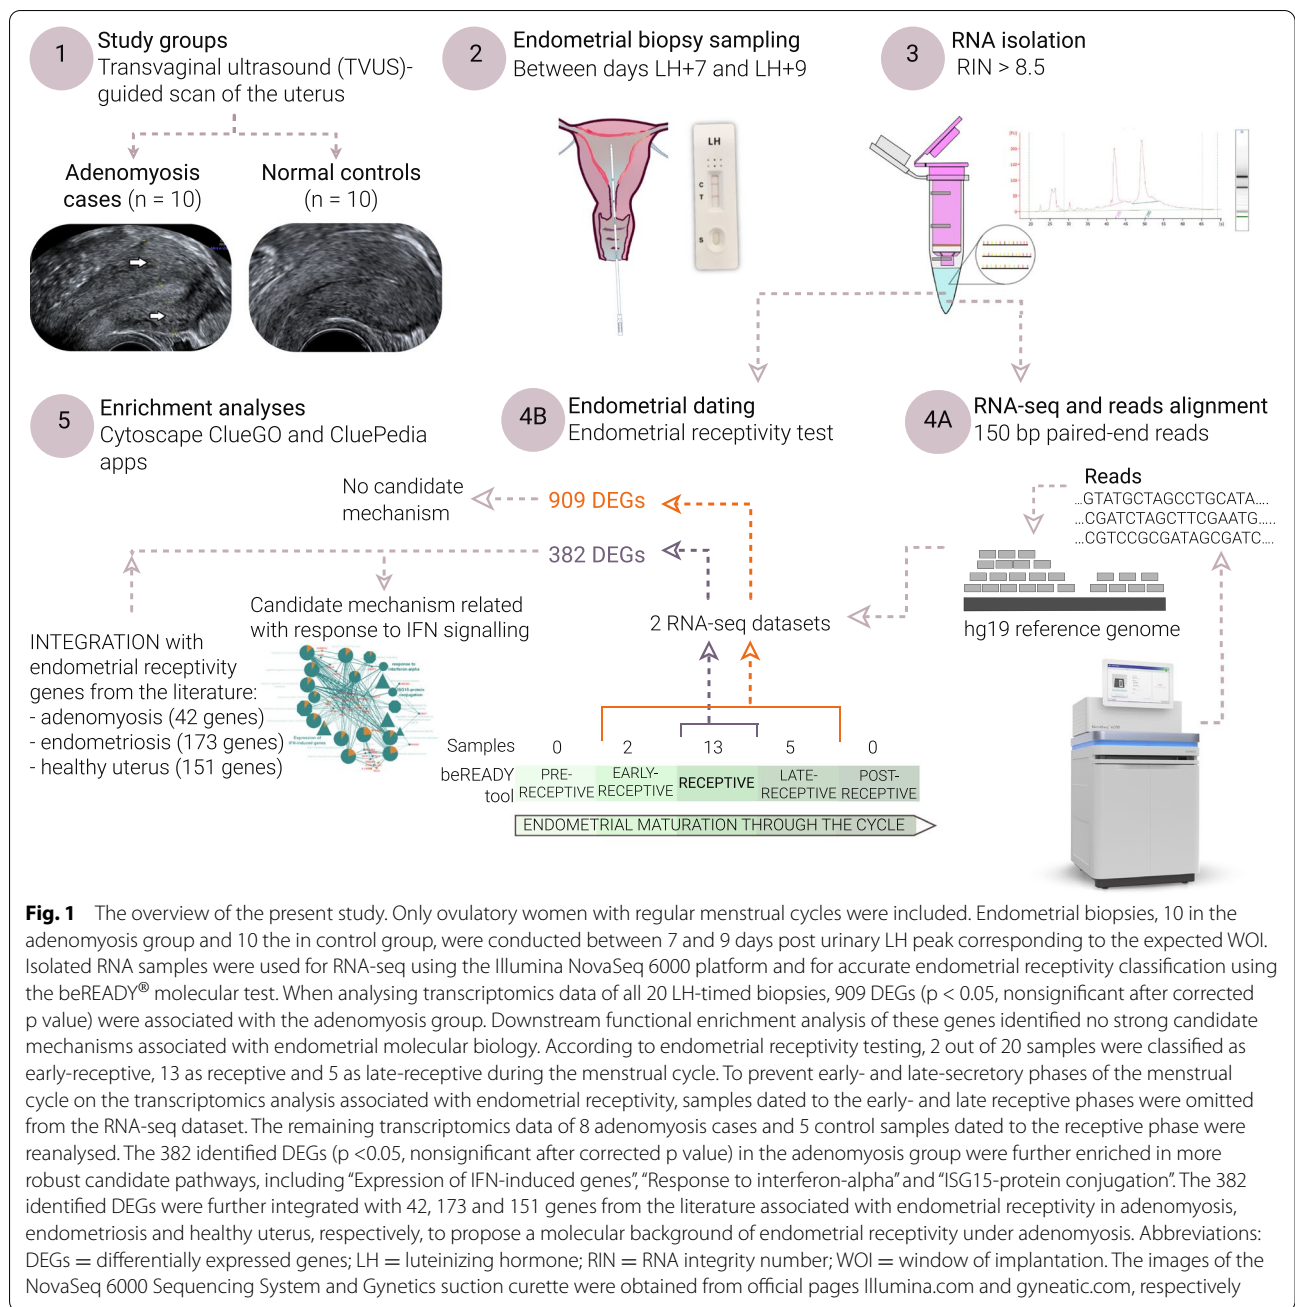 1
Study groups
Transvaginal ultrasound (TVUS)-
guided scan of the uterus
Adenomyosis
cases (n = 10)
Normal controls
(n = 10)
2
Endometrial biopsy sampling
Between days LH+7 and LH+9
LH
C
T
S
3
RNA isolation
RIN > 8.5
4A
RNA-seq and reads alignment
150 bp paired-end reads
Reads
...GTATGCTAGCCTGCATA....
...CGATCTAGCTTCGAATG.....
...CGTCCGCGATAGCGATC....
hg19 reference genome
4B
Endometrial dating
Endometrial receptivity test
909 DEGs
382 DEGs
2 RNA-seq datasets
Samples 0 2 13 5 0
beREADY
tool
PRE-
RECEPTIVE
EARLY-
RECEPTIVE
RECEPTIVE
LATE-
RECEPTIVE
POST-
RECEPTIVE
ENDOMETRIAL MATURATION THROUGH THE CYCLE
5
Enrichment analyses
Cytoscape ClueGO and CluePedia
apps
No candidate
mechanism
Candidate mechanism related
with response to IFN signalling
response to
interferon-alpha
ISG15-protein
conjugation
Expression of
IFN-induced genes
INTEGRATION with
endometrial receptivity
genes from the literature:
- adenomyosis (42 genes)
- endometriosis (173 genes)
- healthy uterus (151 genes)
Fig. 1 The overview of the present study. Only ovulatory women with regular menstrual cycles were included. Endometrial biopsies, 10 in the
adenomyosis group and 10 the in control group, were conducted between 7 and 9 days post urinary LH peak corresponding to the expected WOI.
Isolated RNA samples were used for RNA-seq using the Illumina NovaSeq 6000 platform and for accurate endometrial receptivity classification using
the beREADY® molecular test. When analysing transcriptomics data of all 20 LH-timed biopsies, 909 DEGs (p < 0.05, nonsignificant after corrected
p value) were associated with the adenomyosis group. Downstream functional enrichment analysis of these genes identified no strong candidate
mechanisms associated with endometrial molecular biology. According to endometrial receptivity testing, 2 out of 20 samples were classified as
early-receptive, 13 as receptive and 5 as late-receptive during the menstrual cycle. To prevent early- and late-secretory phases of the menstrual
cycle on the transcriptomics analysis associated with endometrial receptivity, samples dated to the early- and late receptive phases were omitted
from the RNA-seq dataset. The remaining transcriptomics data of 8 adenomyosis cases and 5 control samples dated to the receptive phase were
reanalysed. The 382 identified DEGs (p <0.05, nonsignificant after corrected p value) in the adenomyosis group were further enriched in more
robust candidate pathways, including “Expression of IFN-induced genes”, “Response to interferon-alpha” and “ISG15-protein conjugation”. The 382
identified DEGs were further integrated with 42, 173 and 151 genes from the literature associated with endometrial receptivity in adenomyosis,
endometriosis and healthy uterus, respectively, to propose a molecular background of endometrial receptivity under adenomyosis. Abbreviations:
DEGs = differentially expressed genes; LH = luteinizing hormone; RIN = RNA integrity number; WOI = window of implantation. The images of the
NovaSeq 6000 Sequencing System and Gynetics suction curette were obtained from official pages Illumina.com and gyneatic.com, respectively